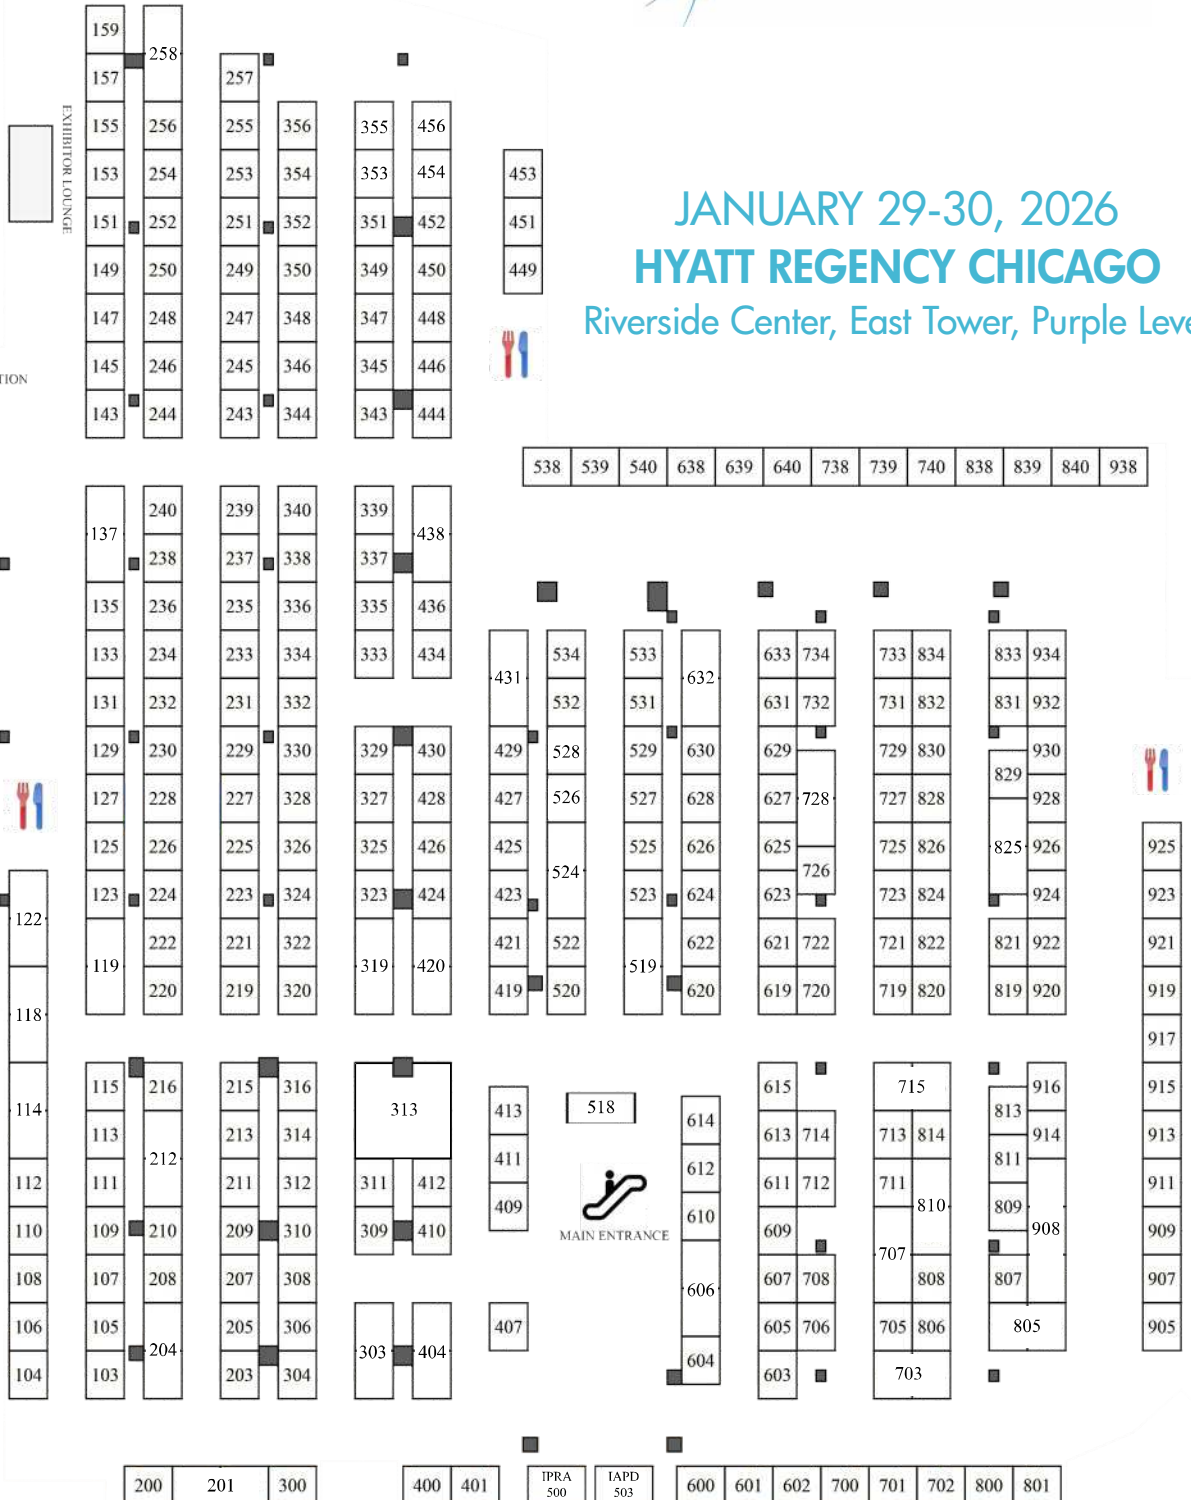 159
258
157
257
EXHIBITOR LOUNGE
155 256 255 356 355 456
153 254 253 354 353 454 453
151 252 251 352 351 452 451
149 250 249 350 349 450 449
147 248 247 348 347 448
145 246 245 346 345 446
143 244 243 344 343 444
JANUARY 29-30, 2026
HYATT REGENCY CHICAGO
Riverside Center, East Tower, Purple Leve
TION
538 539 540 638 639 640 738 739 740 838 839 840 938
240 239 340 339
137 438
238 237 338 337
135 236 235 336 335 436
133 234 233 334 333 434 534 533 633 734 733 834 833 934
431 632
131 232 231 332 532 531 631 732 731 832 831 932
129 230 229 330 329 430 429 528 529 630 629 729 830 930
829
127 228 227 328 327 428 427 526 527 628 627 728 727 828 928
125 226 225 326 325 426 425 525 626 625 725 826 825 926 925
524 726
123 224 223 324 323 424 423 523 624 623 723 824 924 923
122
222 221 322 421 522 622 621 722 721 822 821 922 921
119 319 420 519
220 219 320 419 520 620 619 720 719 820 819 920 919
118
917
115 216 215 316 615 715 916 915
114 313 413 518 813
113 213 314 614 613 714 713 814 914 913
212 411 612 811
112 111 211 312 311 412 611 712 711 911
409 610 810 809
110 109 210 209 310 309 410 609 908 909
MAIN ENTRANCE
707
108 107 208 207 308 607 708 808 807 907
606
106 105 205 306 407 605 706 705 806 805 905
204 303 404 604
104 103 203 304 603 703
200 201 300 400 401 IPRA 500 IAPD 503 600 601 602 700 701 702 800 801